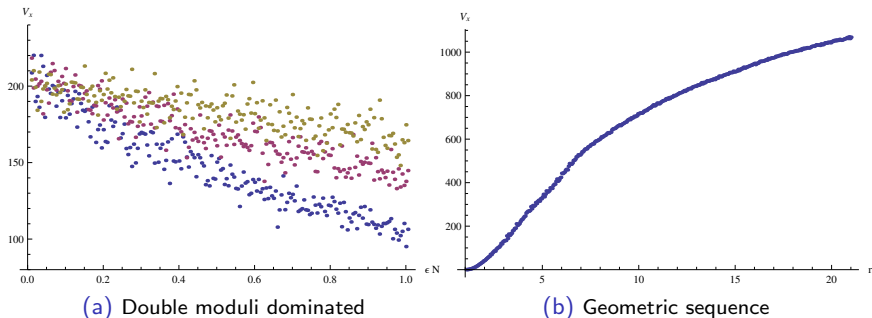 Vx
200
150
100
0.0 0.2 0.4 0.6 0.8 1.0
ϵ N
(a) Double moduli dominated
Vx
1000
800
600
400
200
5 10 15 20
r
(b) Geometric sequence